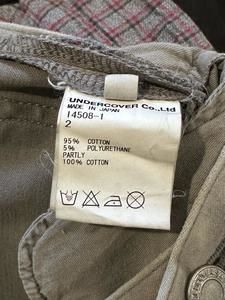 UNDERCOVER Co.,Ltd
MADE IN JAPAN
14508-1
2
95% COTTON
5% POLYURETHANE
PARTLY
100% COTTON